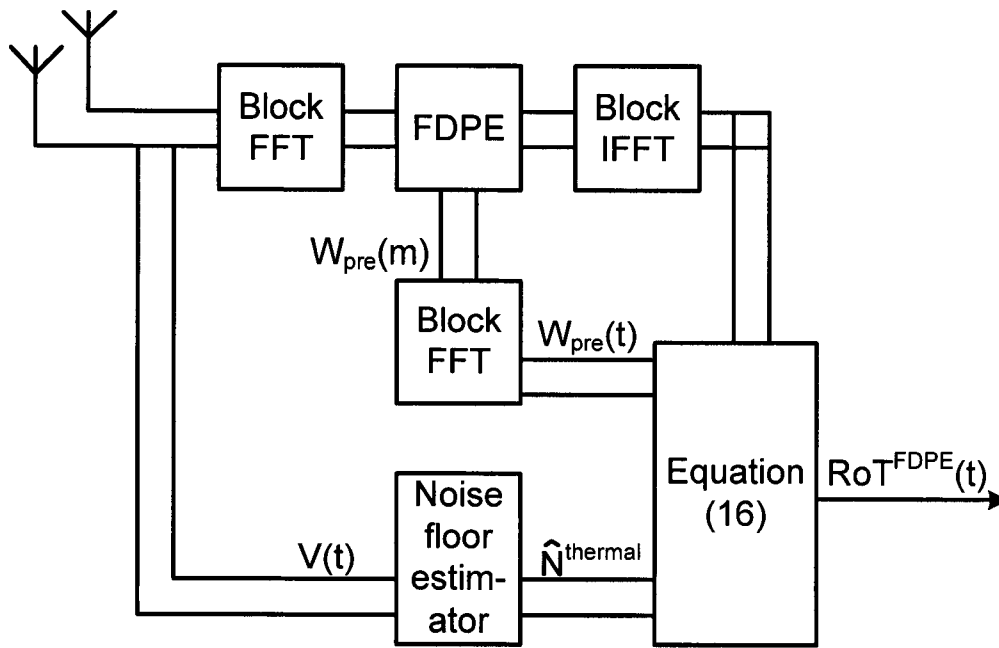 Block
FFT
FDPE
Block
IFFT
W_pre(m)
Block
FFT
W_pre(t)
Equation
(16)
RoT^FDPE(t)
Noise
floor
estim-
ator
V(t)
N̂^thermal